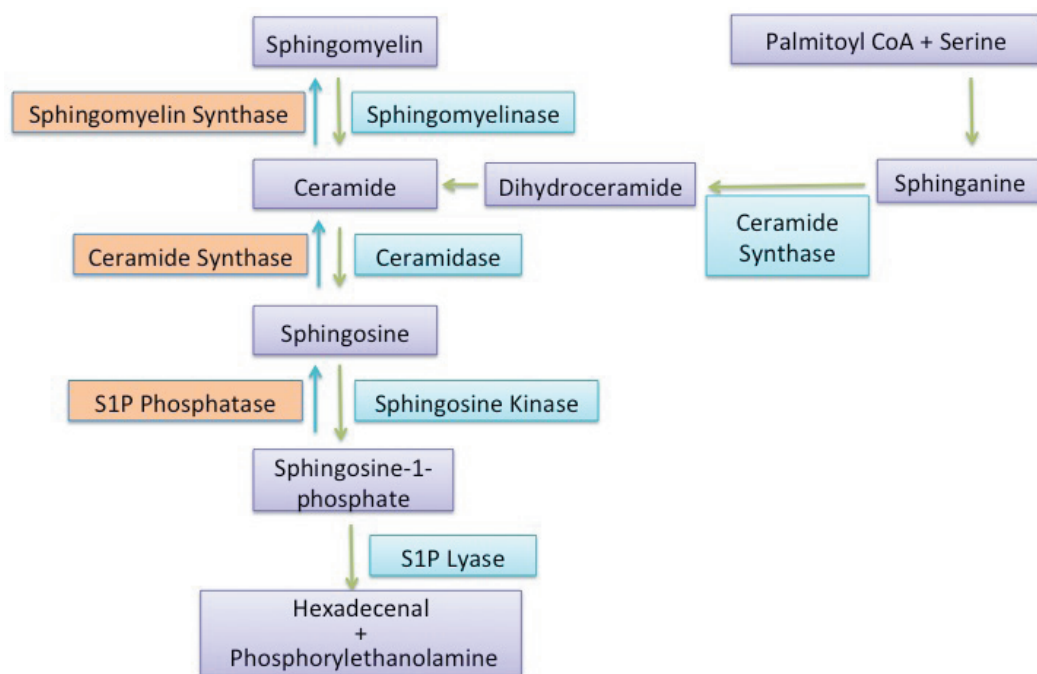 Sphingomyelin
Palmitoyl CoA + Serine
Sphingomyelin Synthase
Sphingomyelinase
Ceramide
Dihydroceramide
Sphinganine
Ceramide
Synthase
Ceramide Synthase
Ceramidase
Sphingosine
S1P Phosphatase
Sphingosine Kinase
Sphingosine-1-
phosphate
S1P Lyase
Hexadecenal
+
Phosphorylethanolamine